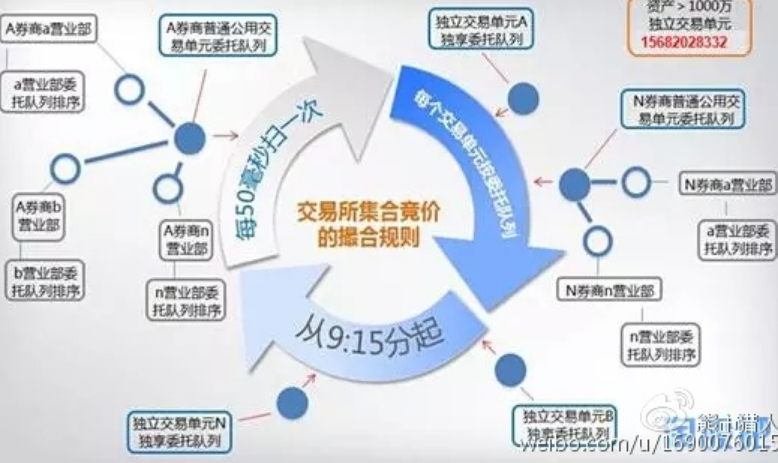 资产>1000万
独立交易单元
15682028332
A券商a营业部
A券商普通公用交
易单元委托队列
独立交易单元A
独享委托队列
a营业部委
托队列排序
N券商普通公用交
易单元委托队列
每50毫秒扫一次
每个交易单元按委托队列
交易所集合竞价
的撮合规则
从9:15分起
A券商b
营业部
A券商n
营业部
N券商a营业部
a营业部委
托队列排序
b营业部委
托队列排序
n营业部委
托队列排序
N券商n营业部
n营业部委
托队列排序
独立交易单元N
独享委托队列
独立交易单元B
独享委托队列
熊市猎人
weibo.com/u/1690076015